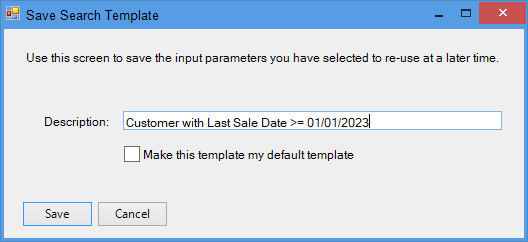 Save Search Template
Use this screen to save the input parameters you have selected to re-use at a later time.
Description: Customer with Last Sale Date >= 01/01/2023
Make this template my default template
Save Cancel